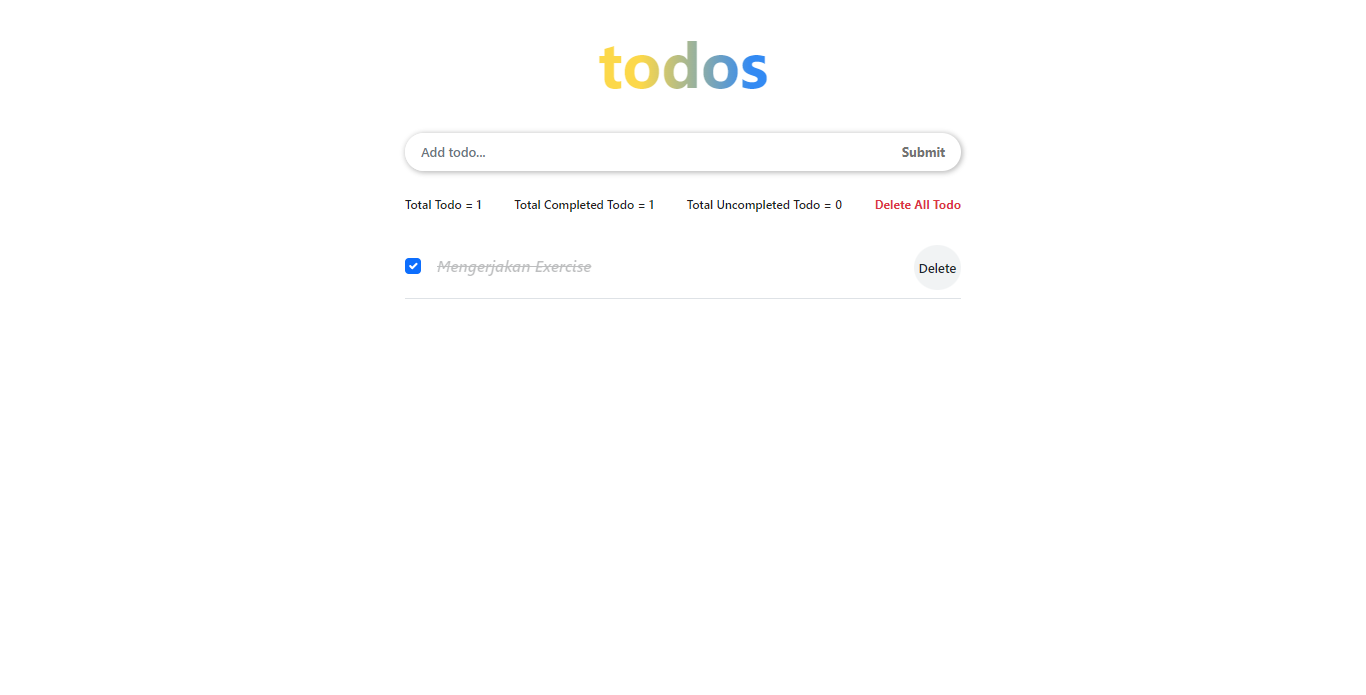 todos
Add todo... Submit
Total Todo = 1 Total Completed Todo = 1 Total Uncompleted Todo = 0 Delete All Todo
Mengerjakan Exercise Delete